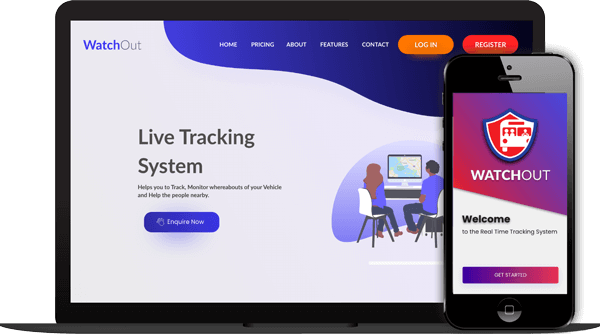 WatchOut
HOME PRICING ABOUT FEATURES CONTACT LOG IN REGISTER
Live Tracking
System
Helps you to Track, Monitor whereabouts of your Vehicle
and Help the people nearby.
Enquire Now
WATCHOUT
Welcome
to the Real Time Tracking System
GET STARTED